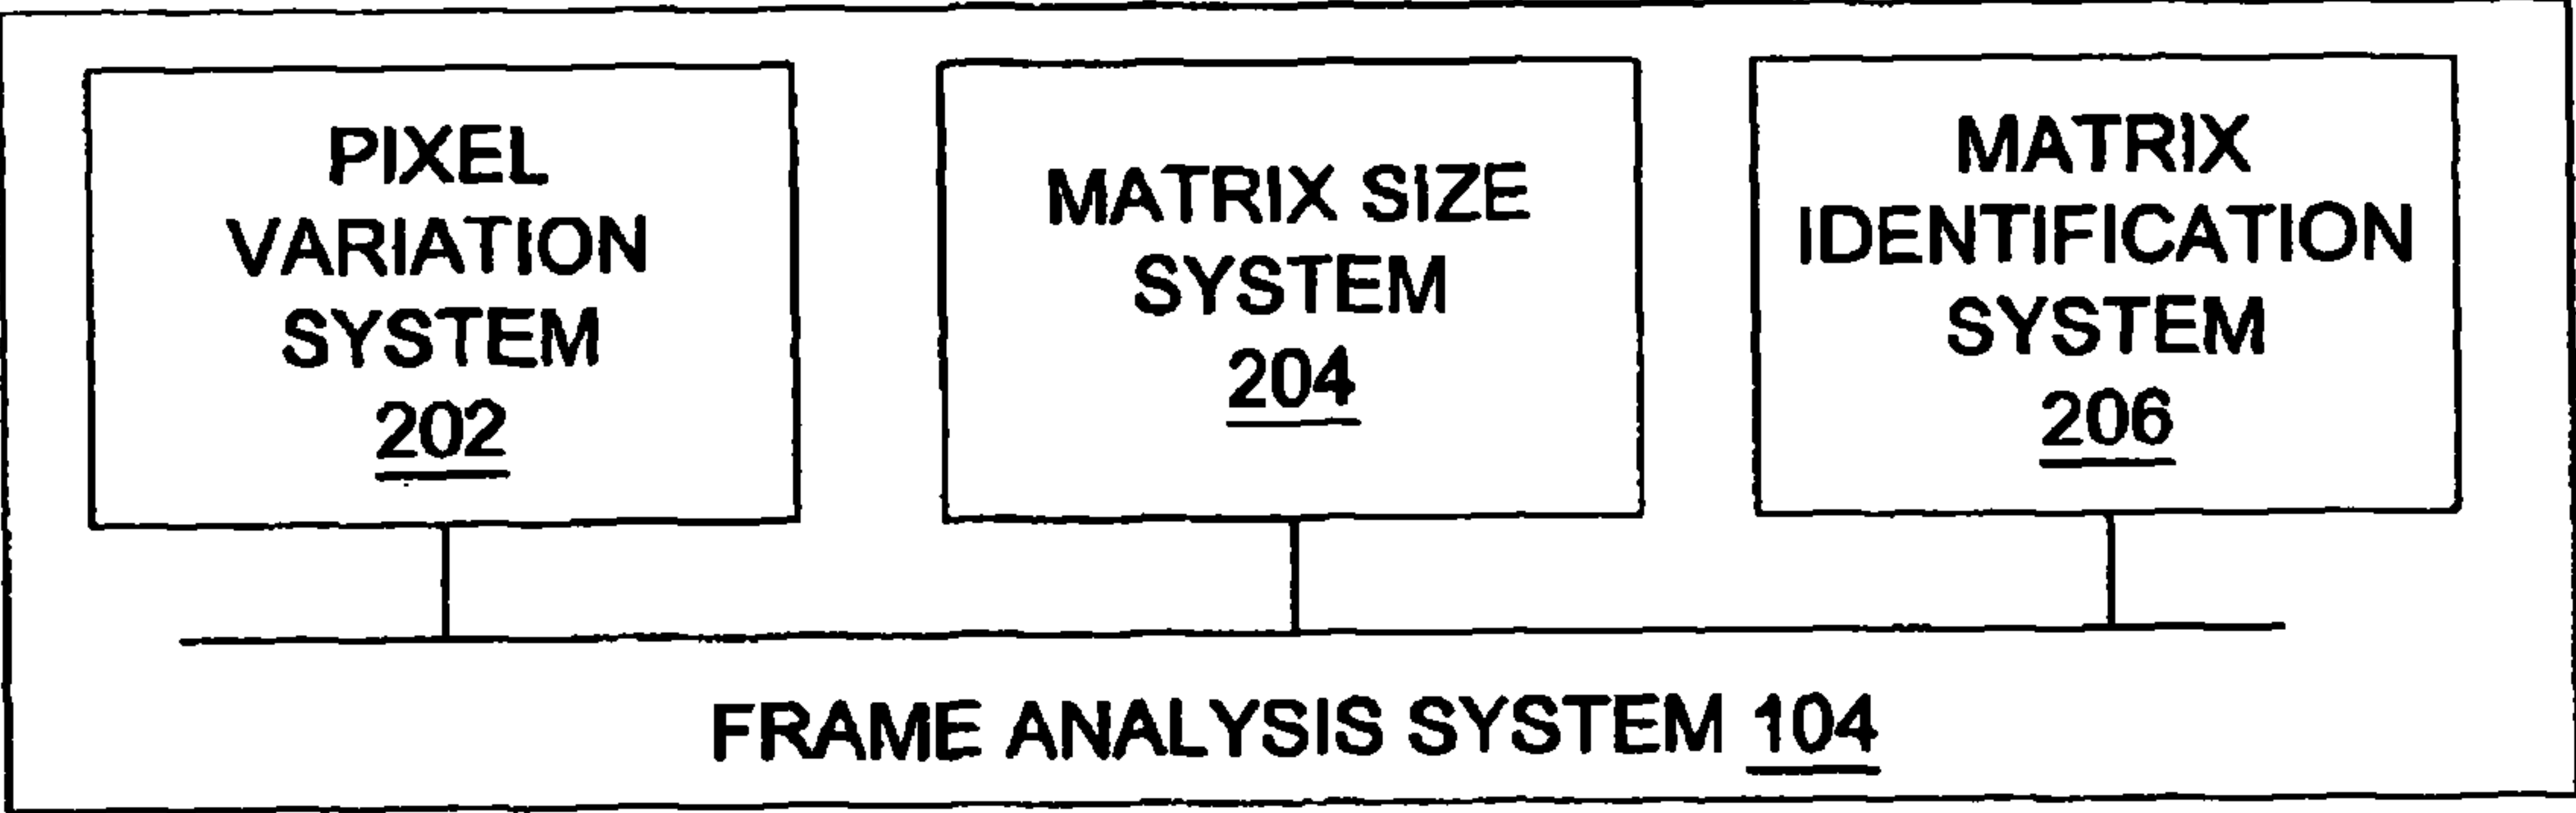 PIXEL
VARIATION
SYSTEM
202
MATRIX SIZE
SYSTEM
204
MATRIX
IDENTIFICATION
SYSTEM
206
FRAME ANALYSIS SYSTEM 104